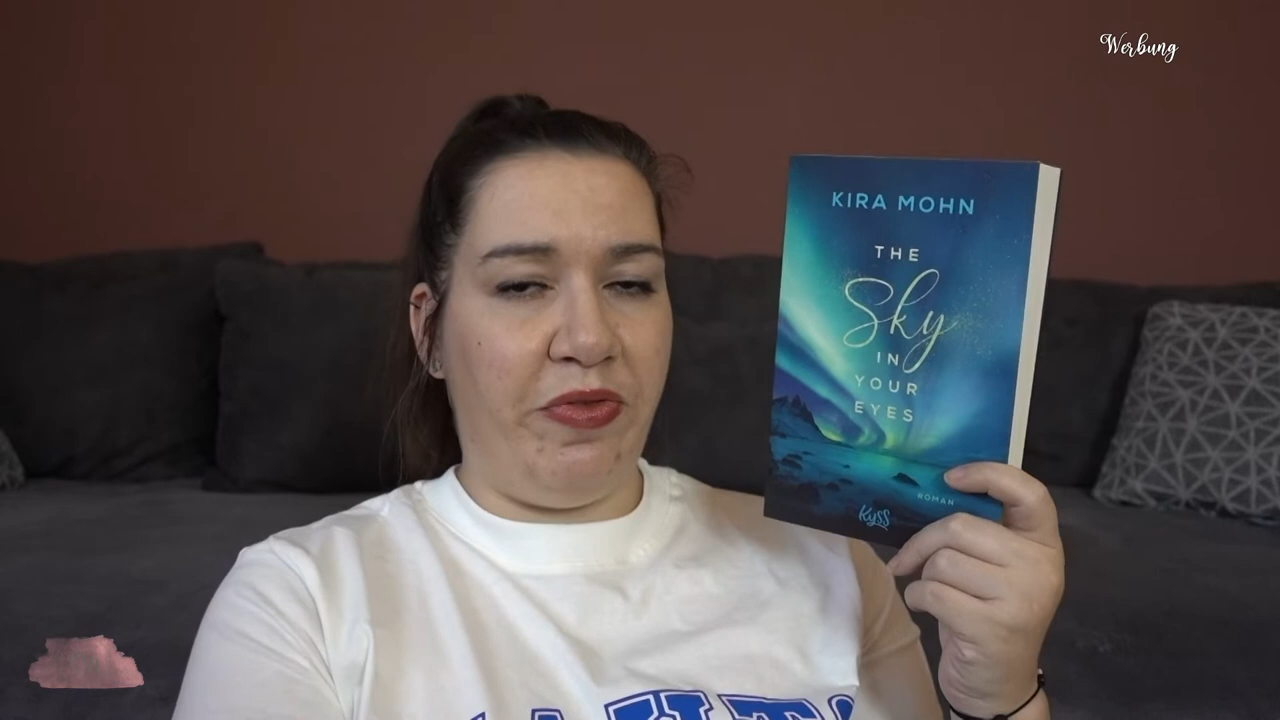 Werbung
KIRA MOHN
THE
Sky
IN
YOUR
EYES
ROMAN
Kyss